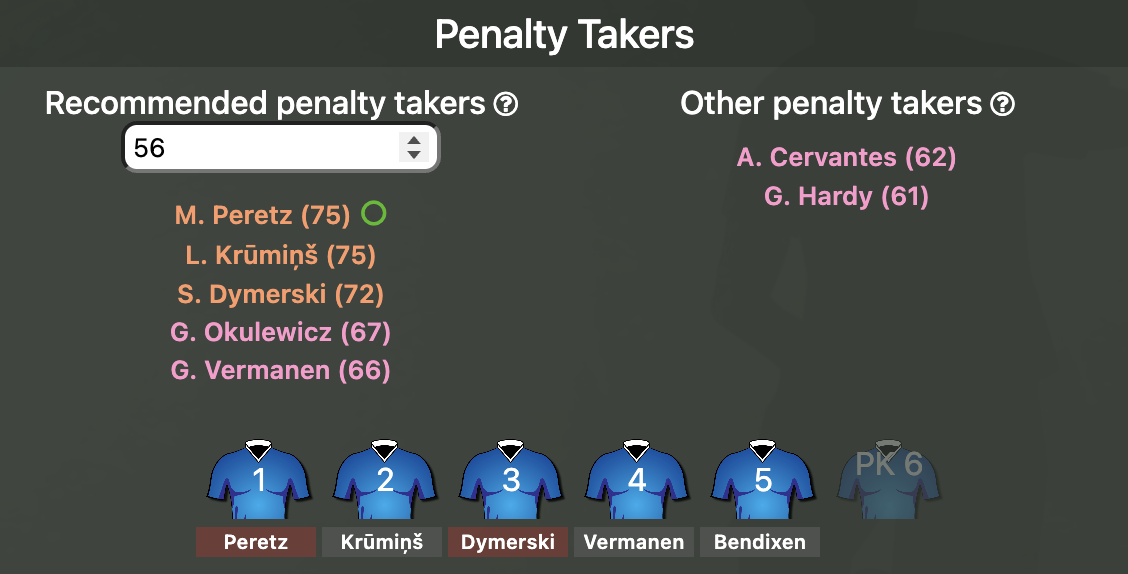 Penalty Takers
Recommended penalty takers ?
56
M. Peretz (75)
L. Krūmiņš (75)
S. Dymerski (72)
G. Okulewicz (67)
G. Vermanen (66)
Other penalty takers ?
A. Cervantes (62)
G. Hardy (61)
1 2 3 4 5 PK 6
Peretz Krūmiņš Dymerski Vermanen Bendixen